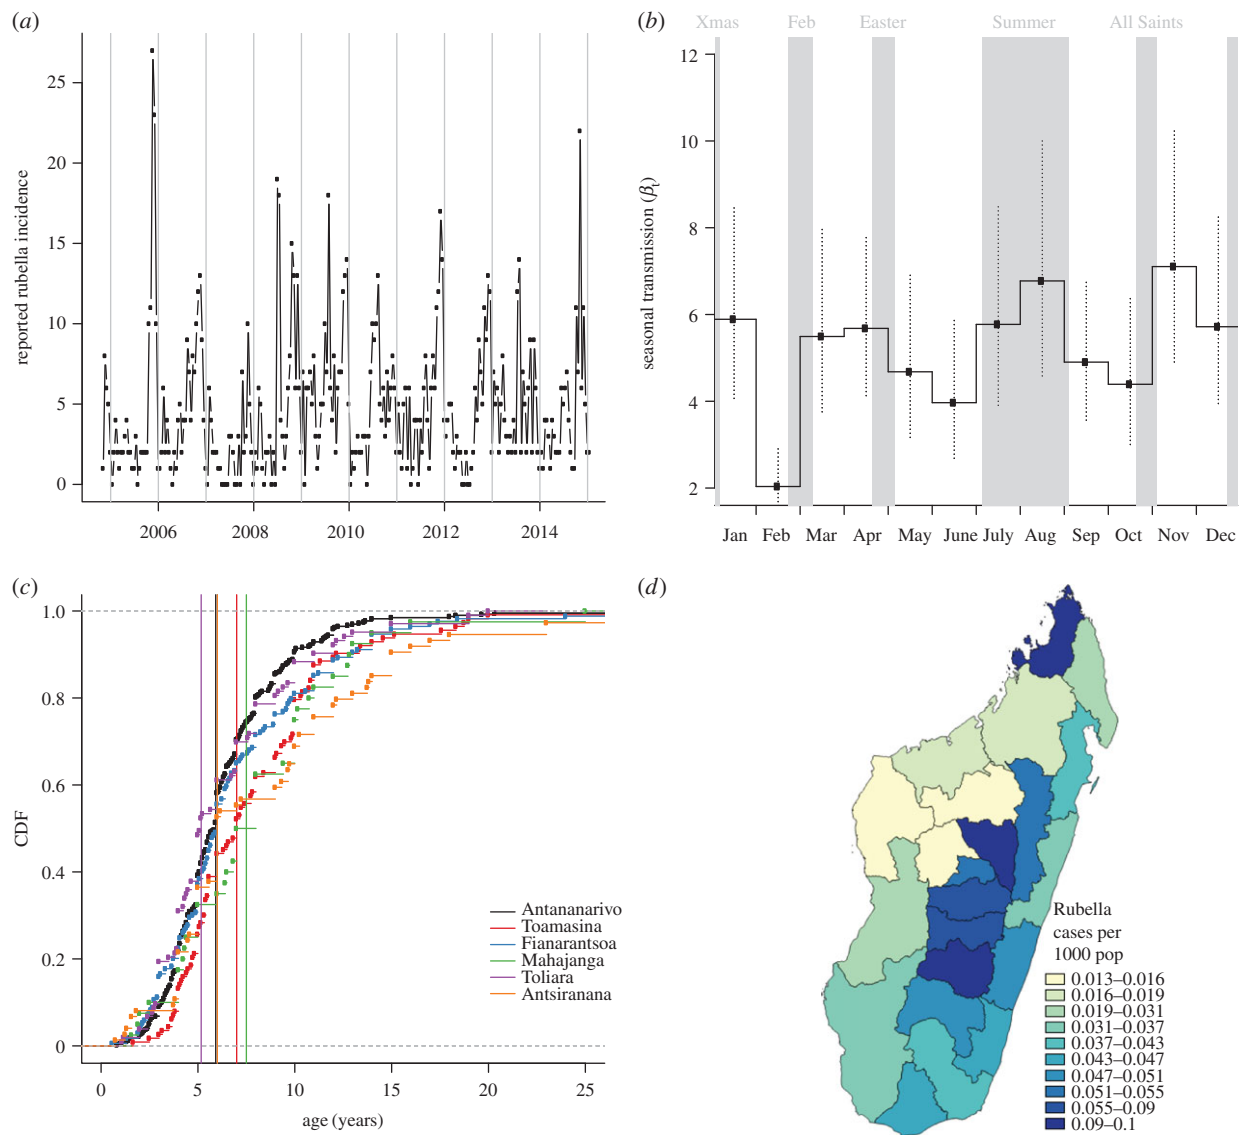 (a)
reported rubella incidence
25
20
15
10
5
0
2006 2008 2010 2012 2014
(b)
Xmas Feb Easter Summer All Saints
seasonal transmission (βt)
12
10
8
6
4
2
Jan Feb Mar Apr May June July Aug Sep Oct Nov Dec
(c)
CDF
1.0
0.8
0.6
0.4
0.2
0
Antananarivo
Toamasina
Fianarantsoa
Mahajanga
Toliara
Antsiranana
0 5 10 15 20 25
age (years)
(d)
Rubella
cases per
1000 pop
0.013–0.016
0.016–0.019
0.019–0.031
0.031–0.037
0.037–0.043
0.043–0.047
0.047–0.051
0.051–0.055
0.055–0.09
0.09–0.1